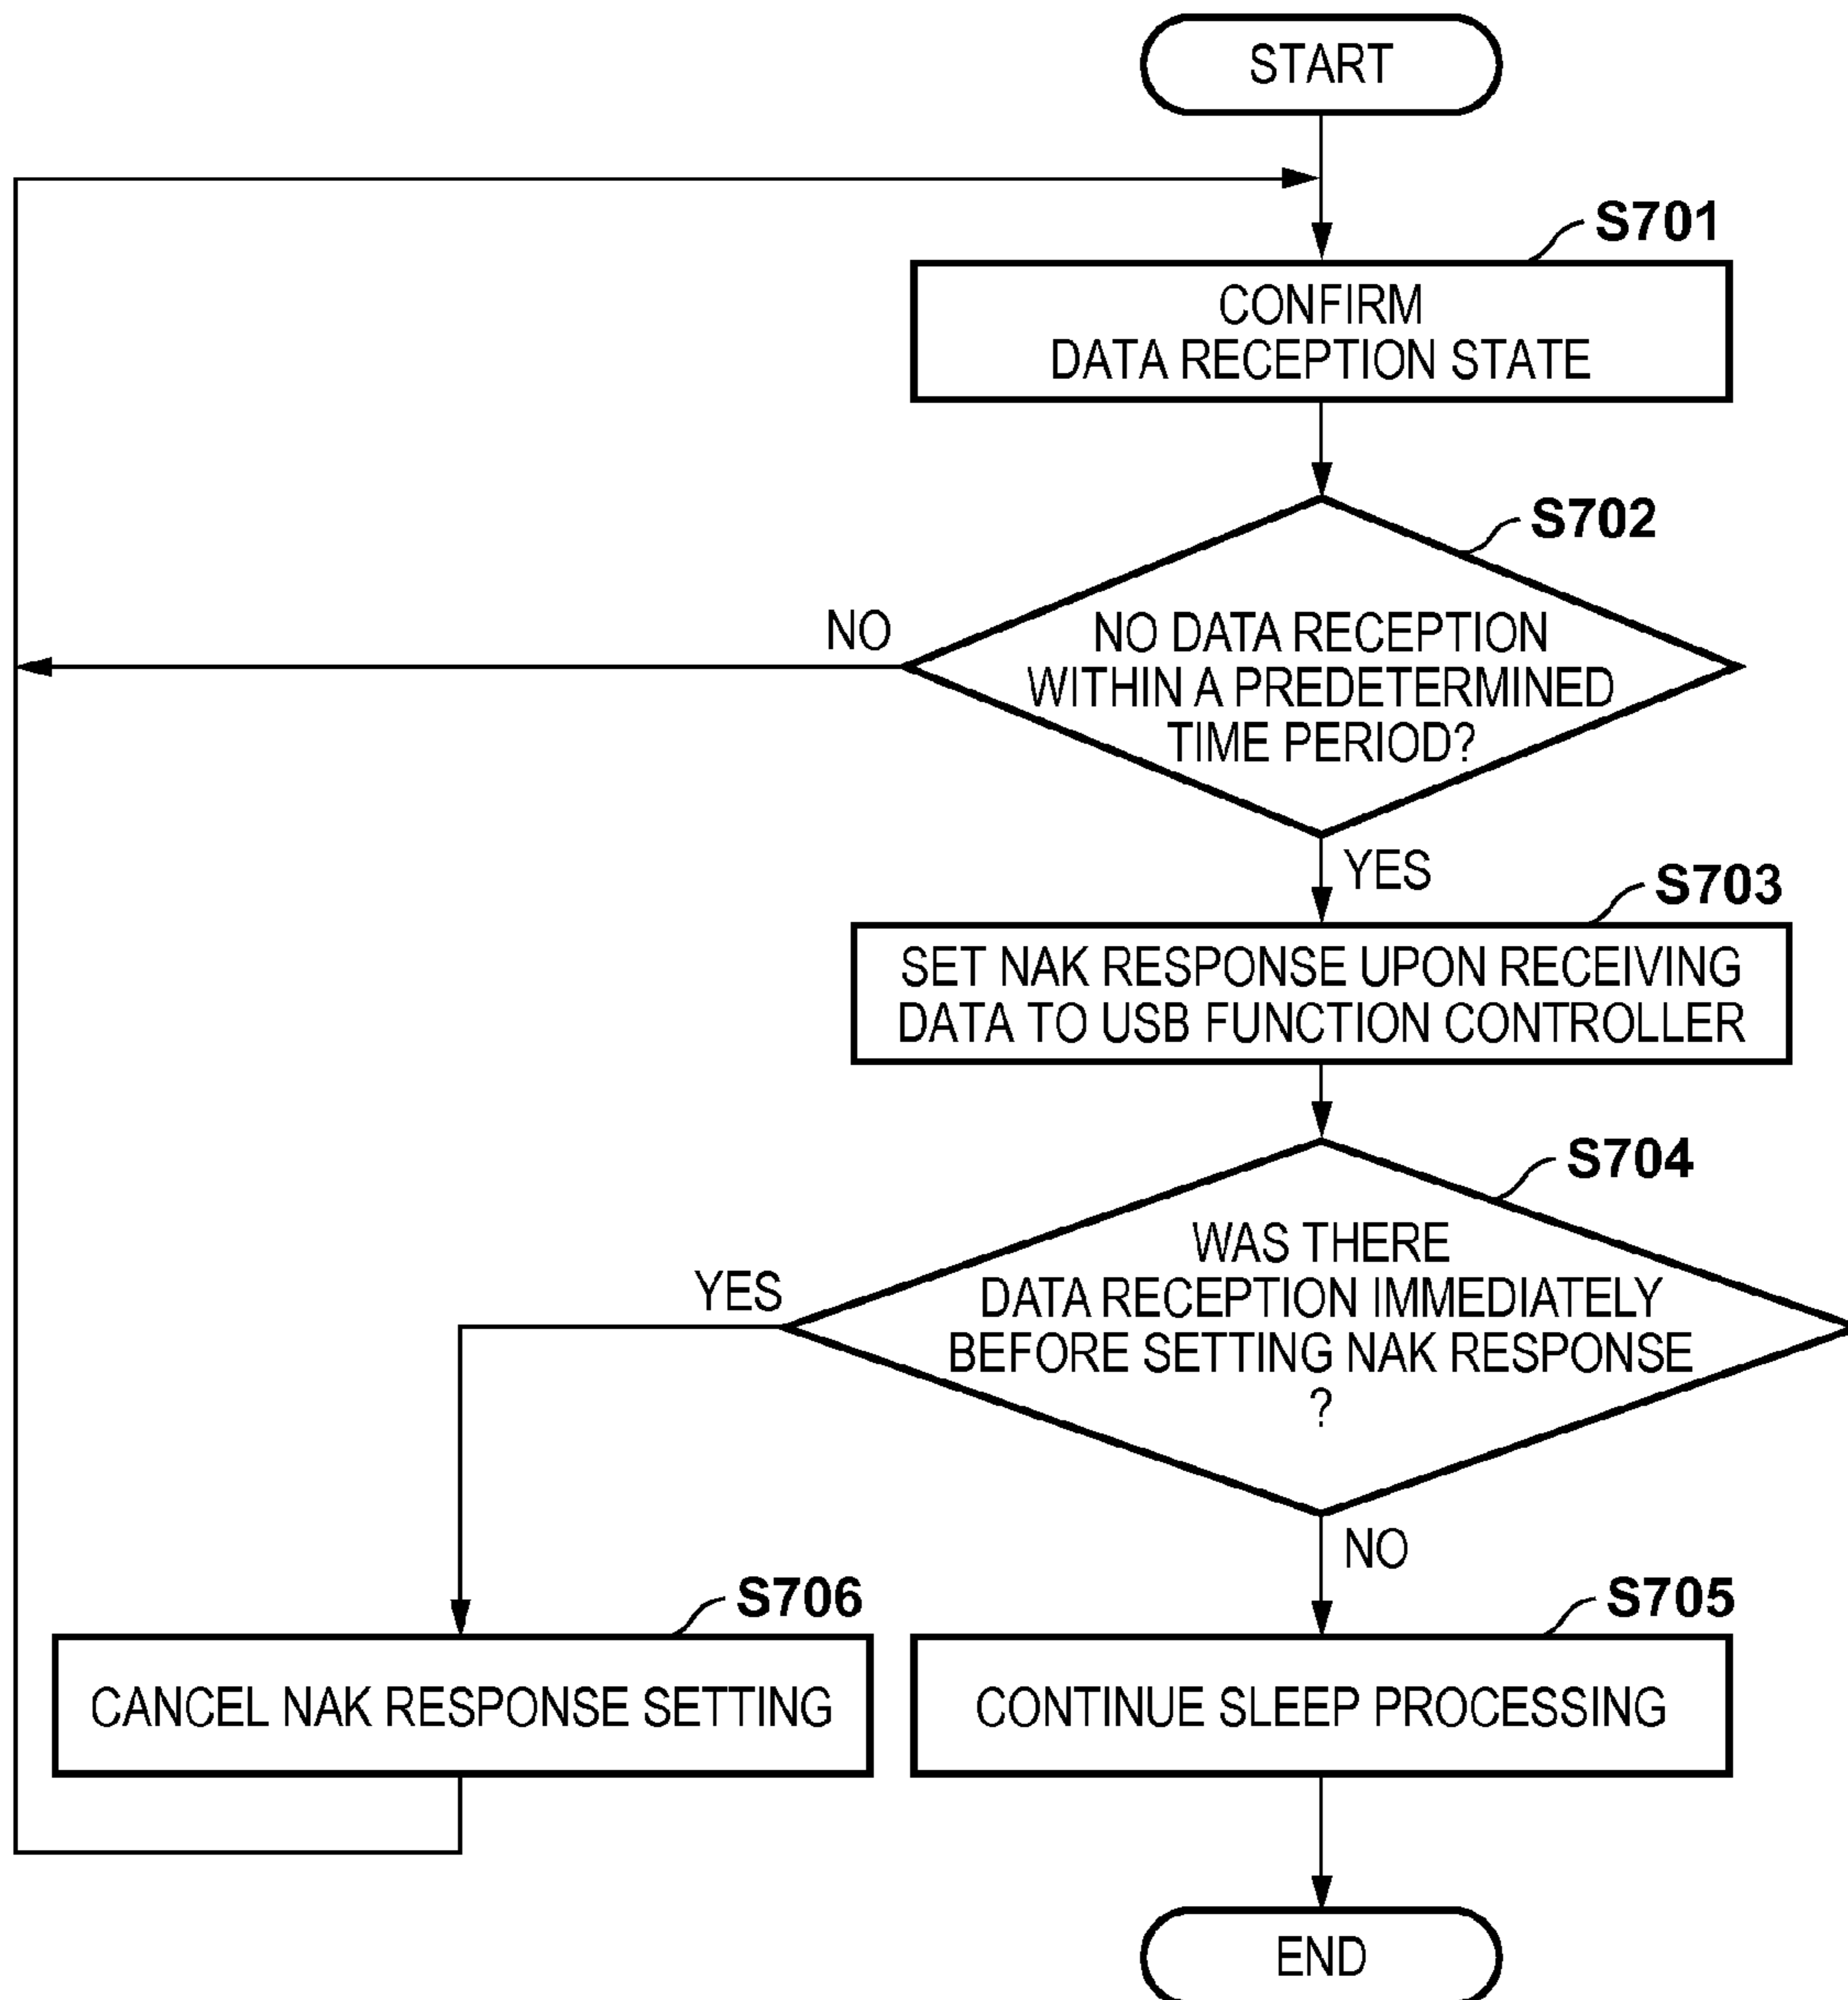 START
S701
CONFIRM
DATA RECEPTION STATE
S702
NO
NO DATA RECEPTION
WITHIN A PREDETERMINED
TIME PERIOD?
YES
S703
SET NAK RESPONSE UPON RECEIVING
DATA TO USB FUNCTION CONTROLLER
S704
YES
WAS THERE
DATA RECEPTION IMMEDIATELY
BEFORE SETTING NAK RESPONSE
?
NO
S706
S705
CANCEL NAK RESPONSE SETTING
CONTINUE SLEEP PROCESSING
END